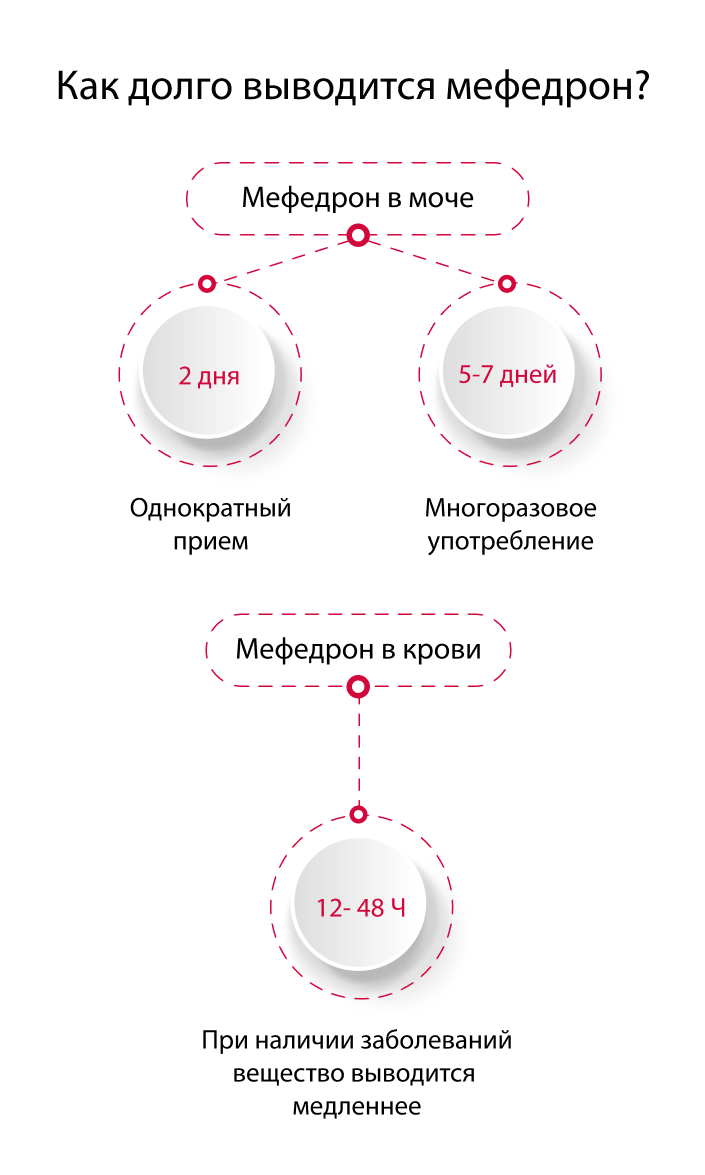 Как долго выводится мефедрон?
Мефедрон в моче
2 дня
5-7 дней
Однократный
прием
Многоразовое
употребление
Мефедрон в крови
12- 48 Ч
При наличии заболеваний
вещество выводится
медленнее